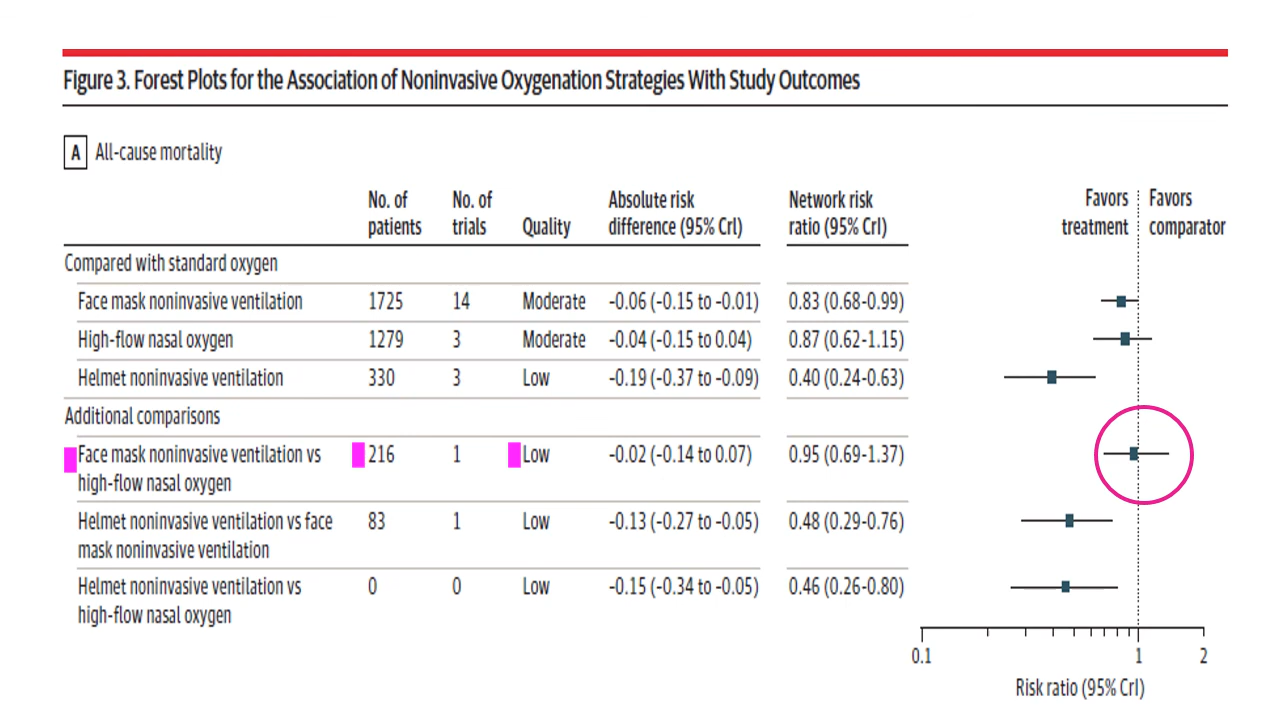 Figure 3. Forest Plots for the Association of Noninvasive Oxygenation Strategies With Study Outcomes
A All-cause mortality
No. of patients No. of trials Quality Absolute risk difference (95% CrI) Network risk ratio (95% CrI) Favors treatment Favors comparator
Compared with standard oxygen
Face mask noninvasive ventilation 1725 14 Moderate -0.06 (-0.15 to -0.01) 0.83 (0.68-0.99)
High-flow nasal oxygen 1279 3 Moderate -0.04 (-0.15 to 0.04) 0.87 (0.62-1.15)
Helmet noninvasive ventilation 330 3 Low -0.19 (-0.37 to -0.09) 0.40 (0.24-0.63)
Additional comparisons
Face mask noninvasive ventilation vs 216 1 Low -0.02 (-0.14 to 0.07) 0.95 (0.69-1.37)
high-flow nasal oxygen
Helmet noninvasive ventilation vs face 83 1 Low -0.13 (-0.27 to -0.05) 0.48 (0.29-0.76)
mask noninvasive ventilation
Helmet noninvasive ventilation vs 0 0 Low -0.15 (-0.34 to -0.05) 0.46 (0.26-0.80)
high-flow nasal oxygen
0.1 1 2
Risk ratio (95% CrI)